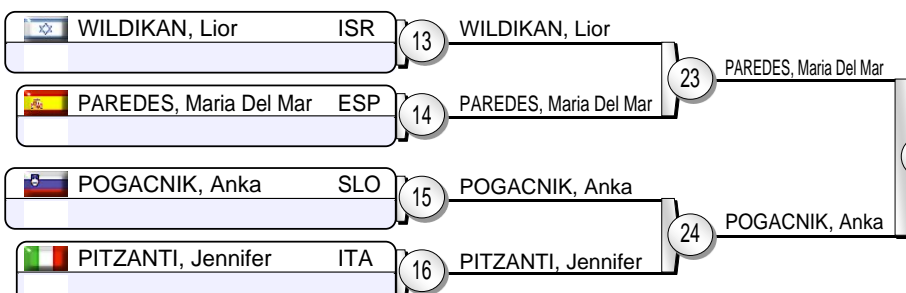 WILDIKAN, Lior ISR 13 WILDIKAN, Lior
23 PAREDES, Maria Del Mar
PAREDES, Maria Del Mar ESP 14 PAREDES, Maria Del Mar
POGACNIK, Anka SLO 15 POGACNIK, Anka
24 POGACNIK, Anka
PITZANTI, Jennifer ITA 16 PITZANTI, Jennifer